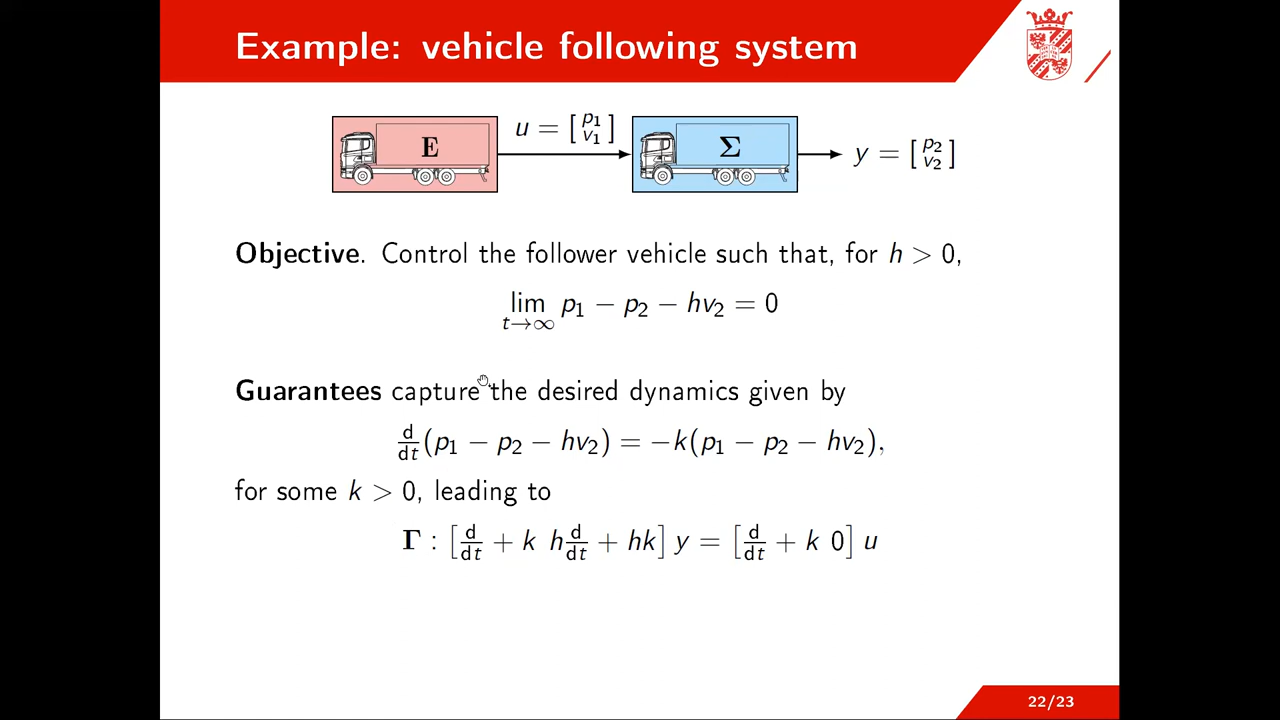 Example: vehicle following system
E
u = [p₁ v₁]
Σ
y = [p₂ v₂]
Objective. Control the follower vehicle such that, for h > 0,
lim t→∞ p₁ − p₂ − hv₂ = 0
Guarantees capture the desired dynamics given by
d/dt (p₁ − p₂ − hv₂) = −k(p₁ − p₂ − hv₂),
for some k > 0, leading to
Γ : [d/dt + k h d/dt + hk] y = [d/dt + k 0] u
22/23